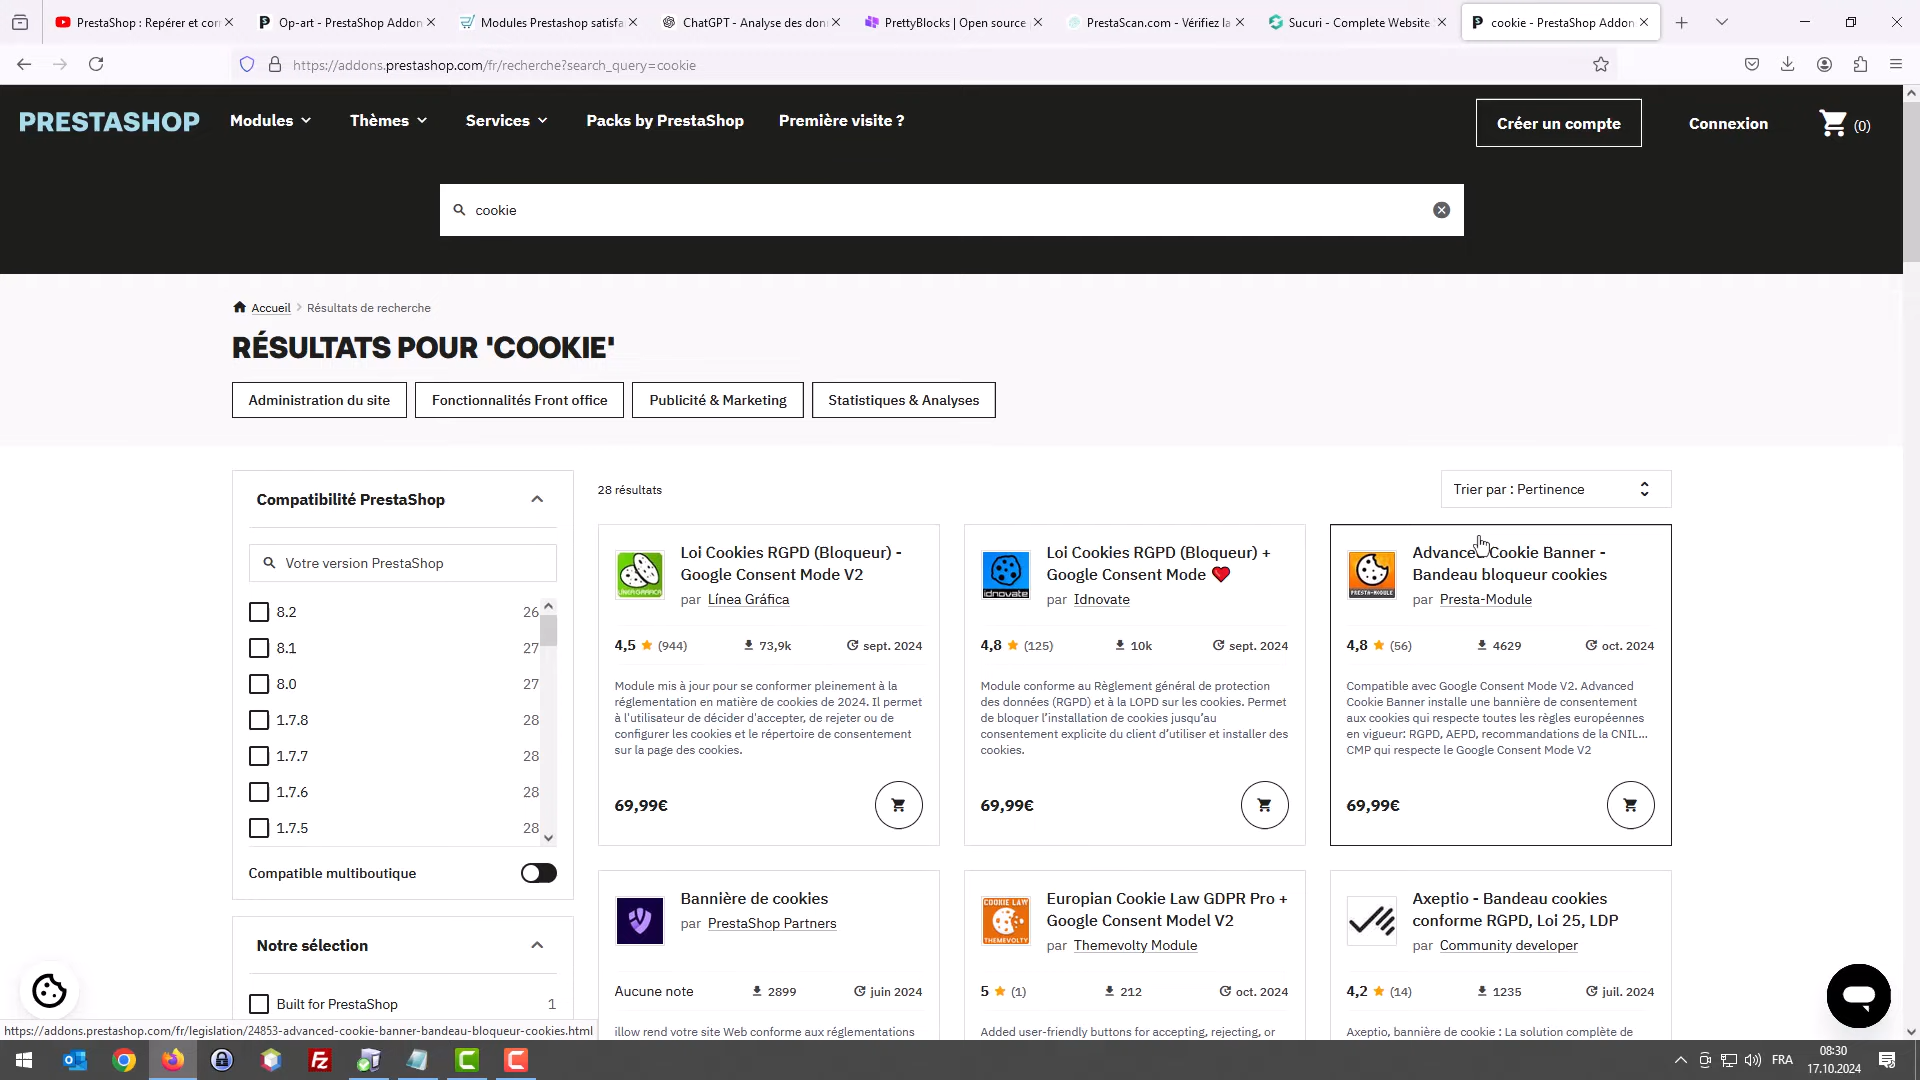 PrestaShop : Repérer et corr
Op-art - PrestaShop Addon
Modules Prestashop satisfa
ChatGPT - Analyse des donn
PrettyBlocks | Open source
PrestaScan.com - Vérifiez la
Sucuri - Complete Website
cookie - PrestaShop Addon
https://addons.prestashop.com/fr/recherche?search_query=cookie
PRESTASHOP
Modules
Thèmes
Services
Packs by PrestaShop
Première visite ?
Créer un compte
Connexion
(0)
cookie
Accueil
Résultats de recherche
RÉSULTATS POUR 'COOKIE'
Administration du site
Fonctionnalités Front office
Publicité & Marketing
Statistiques & Analyses
Compatibilité PrestaShop
Votre version PrestaShop
8.2 26
8.1 27
8.0 27
1.7.8 28
1.7.7 28
1.7.6 28
1.7.5 28
Compatible multiboutique
Notre sélection
Built for PrestaShop 1
28 résultats
Trier par : Pertinence
Loi Cookies RGPD (Bloqueur) -
Google Consent Mode V2
par Línea Gráfica
LINEA GRAFICA
4,5 (944) 73,9k sept. 2024
Module mis à jour pour se conformer pleinement à la
réglementation en matière de cookies de 2024. Il permet
à l'utilisateur de décider d'accepter, de rejeter ou de
configurer les cookies et le répertoire de consentement
sur la page des cookies.
69,99€
Loi Cookies RGPD (Bloqueur) +
Google Consent Mode
par Idnovate
idnovate
4,8 (125) 10k sept. 2024
Module conforme au Règlement général de protection
des données (RGPD) et à la LOPD sur les cookies. Permet
de bloquer l'installation de cookies jusqu'au
consentement explicite du client d'utiliser et installer des
cookies.
69,99€
Advanced Cookie Banner -
Bandeau bloqueur cookies
par Presta-Module
PRESTA-MODULE
4,8 (56) 4629 oct. 2024
Compatible avec Google Consent Mode V2. Advanced
Cookie Banner installe une bannière de consentement
aux cookies qui respecte toutes les règles européennes
en vigueur: RGPD, AEPD, recommandations de la CNIL...
CMP qui respecte le Google Consent Mode V2
69,99€
Bannière de cookies
par PrestaShop Partners
Aucune note 2899 juin 2024
illow rend votre site Web conforme aux réglementations
Europian Cookie Law GDPR Pro +
Google Consent Model V2
par Themevolty Module
COOKIE LAW
THEMEVOLTY
5 (1) 212 oct. 2024
Added user-friendly buttons for accepting, rejecting, or
Axeptio - Bandeau cookies
conforme RGPD, Loi 25, LDP
par Community developer
4,2 (14) 1235 juil. 2024
Axeptio, bannière de cookie : La solution complète de
https://addons.prestashop.com/fr/legislation/24853-advanced-cookie-banner-bandeau-bloqueur-cookies.html
FRA
08:30
17.10.2024